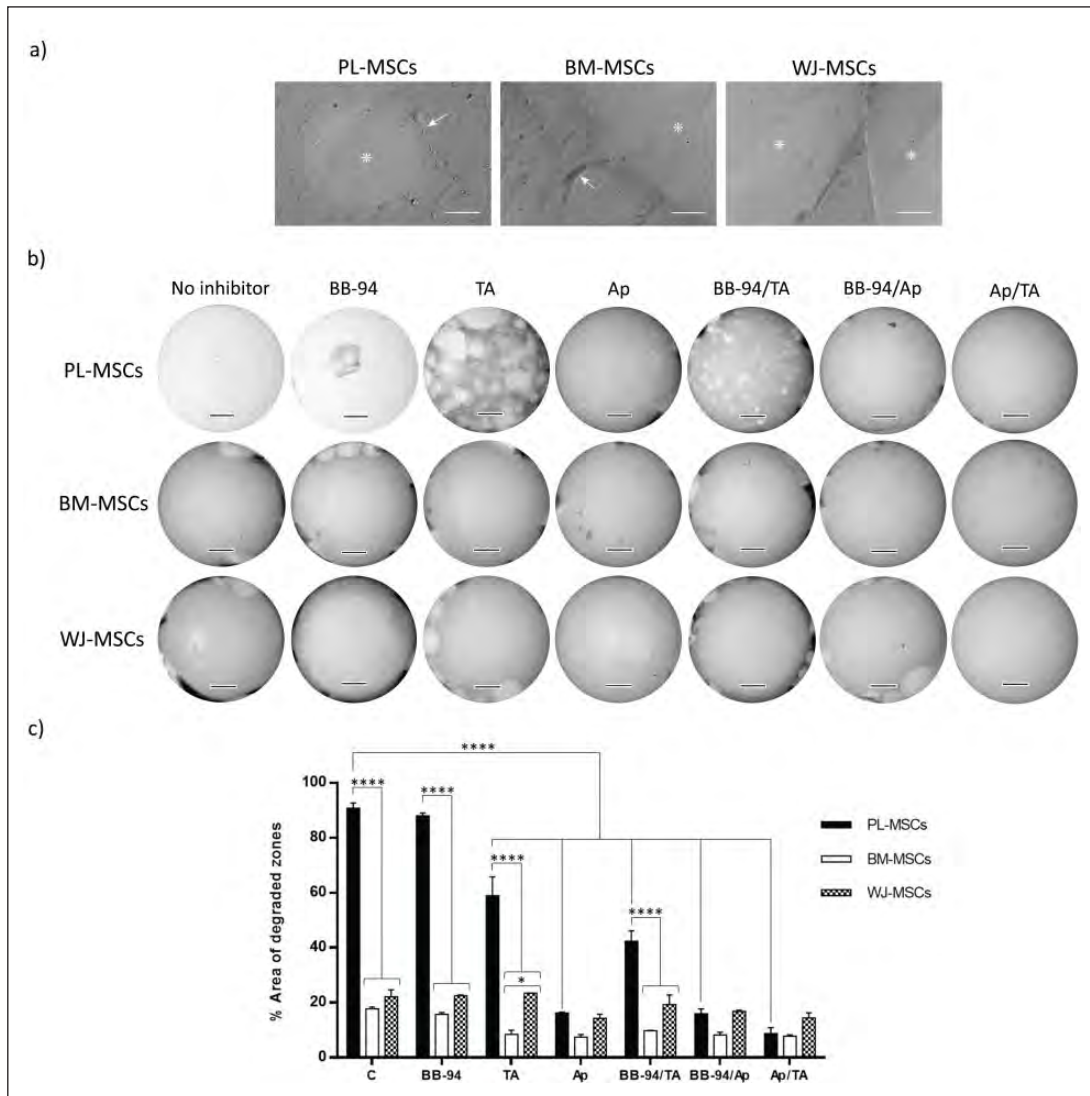 a)
PL-MSCs BM-MSCs WJ-MSCs
* * * *
b)
No inhibitor BB-94 TA Ap BB-94/TA BB-94/Ap Ap/TA
PL-MSCs
BM-MSCs
WJ-MSCs
c)
****
100
**** ****
80
PL-MSCs
BM-MSCs
WJ-MSCs
% Area of degraded zones
60
****
****
40
*
20
0
C BB-94 TA Ap BB-94/TA BB-94/Ap Ap/TA